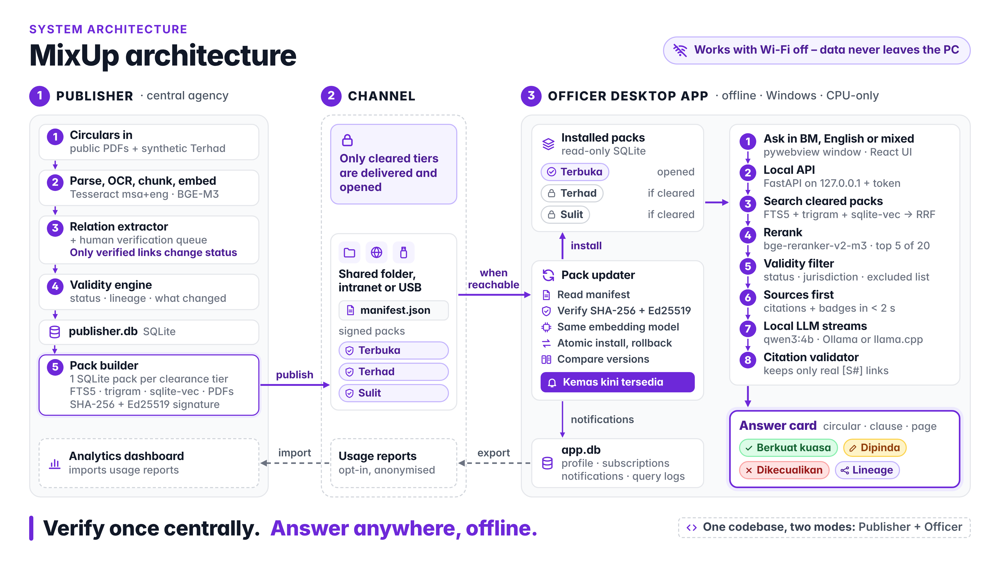 SYSTEM ARCHITECTURE
MixUp architecture
Works with Wi-Fi off – data never leaves the PC
1 PUBLISHER · central agency
1 Circulars in
public PDFs + synthetic Terhad
2 Parse, OCR, chunk, embed
Tesseract msa+eng · BGE-M3
3 Relation extractor
+ human verification queue
Only verified links change status
4 Validity engine
status · lineage · what changed
publisher.db SQLite
5 Pack builder
1 SQLite pack per clearance tier
FTS5 · trigram · sqlite-vec · PDFs
SHA-256 + Ed25519 signature
Analytics dashboard
imports usage reports
publish
import
2 CHANNEL
Only cleared tiers
are delivered and
opened
Shared folder,
intranet or USB
manifest.json
signed packs
Terbuka
Terhad
Sulit
Usage reports
opt-in, anonymised
when
reachable
export
3 OFFICER DESKTOP APP · offline · Windows · CPU-only
Installed packs
read-only SQLite
Terbuka opened
Terhad if cleared
Sulit if cleared
install
Pack updater
Read manifest
Verify SHA-256 + Ed25519
Same embedding model
Atomic install, rollback
Compare versions
Kemas kini tersedia
notifications
app.db
profile · subscriptions
notifications · query logs
1 Ask in BM, English or mixed
pywebview window · React UI
2 Local API
FastAPI on 127.0.0.1 + token
3 Search cleared packs
FTS5 + trigram + sqlite-vec → RRF
4 Rerank
bge-reranker-v2-m3 · top 5 of 20
5 Validity filter
status · jurisdiction · excluded list
6 Sources first
citations + badges in < 2 s
7 Local LLM streams
qwen3:4b · Ollama or llama.cpp
8 Citation validator
keeps only real [S#] links
Answer card circular · clause · page
Berkuat kuasa Dipinda
Dikecualikan Lineage
Verify once centrally. Answer anywhere, offline.
One codebase, two modes: Publisher + Officer